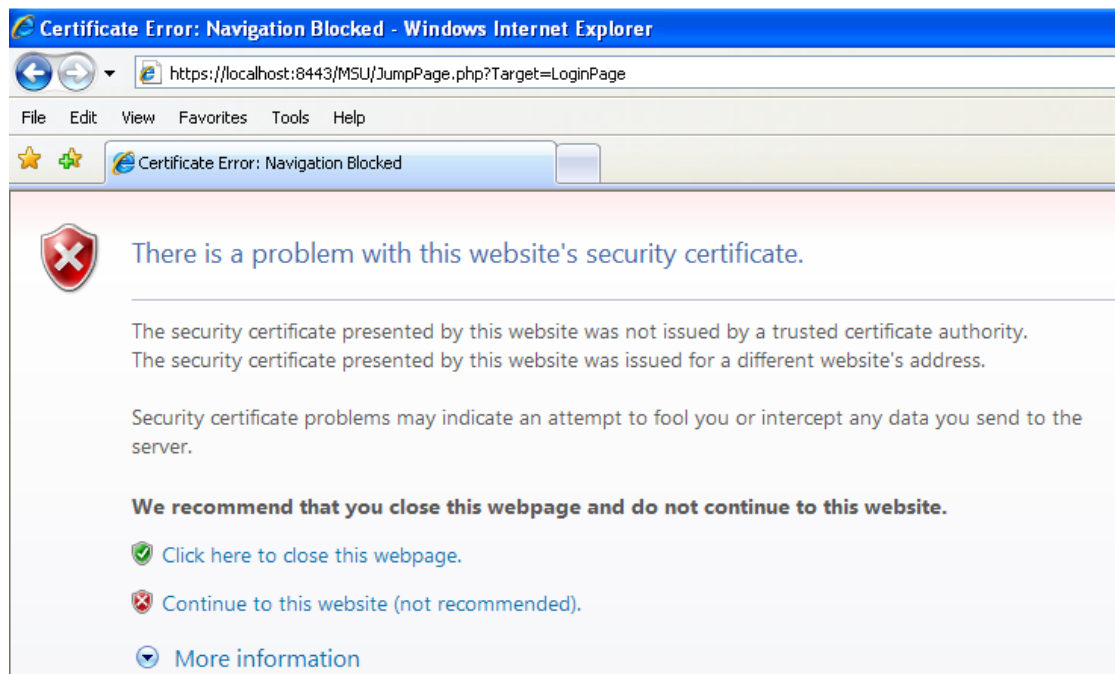 Certificate Error: Navigation Blocked - Windows Internet Explorer
https://localhost:8443/MSU/JumpPage.php?Target=LoginPage
File Edit View Favorites Tools Help
Certificate Error: Navigation Blocked
There is a problem with this website's security certificate.
The security certificate presented by this website was not issued by a trusted certificate authority.
The security certificate presented by this website was issued for a different website's address.
Security certificate problems may indicate an attempt to fool you or intercept any data you send to the
server.
We recommend that you close this webpage and do not continue to this website.
Click here to close this webpage.
Continue to this website (not recommended).
More information